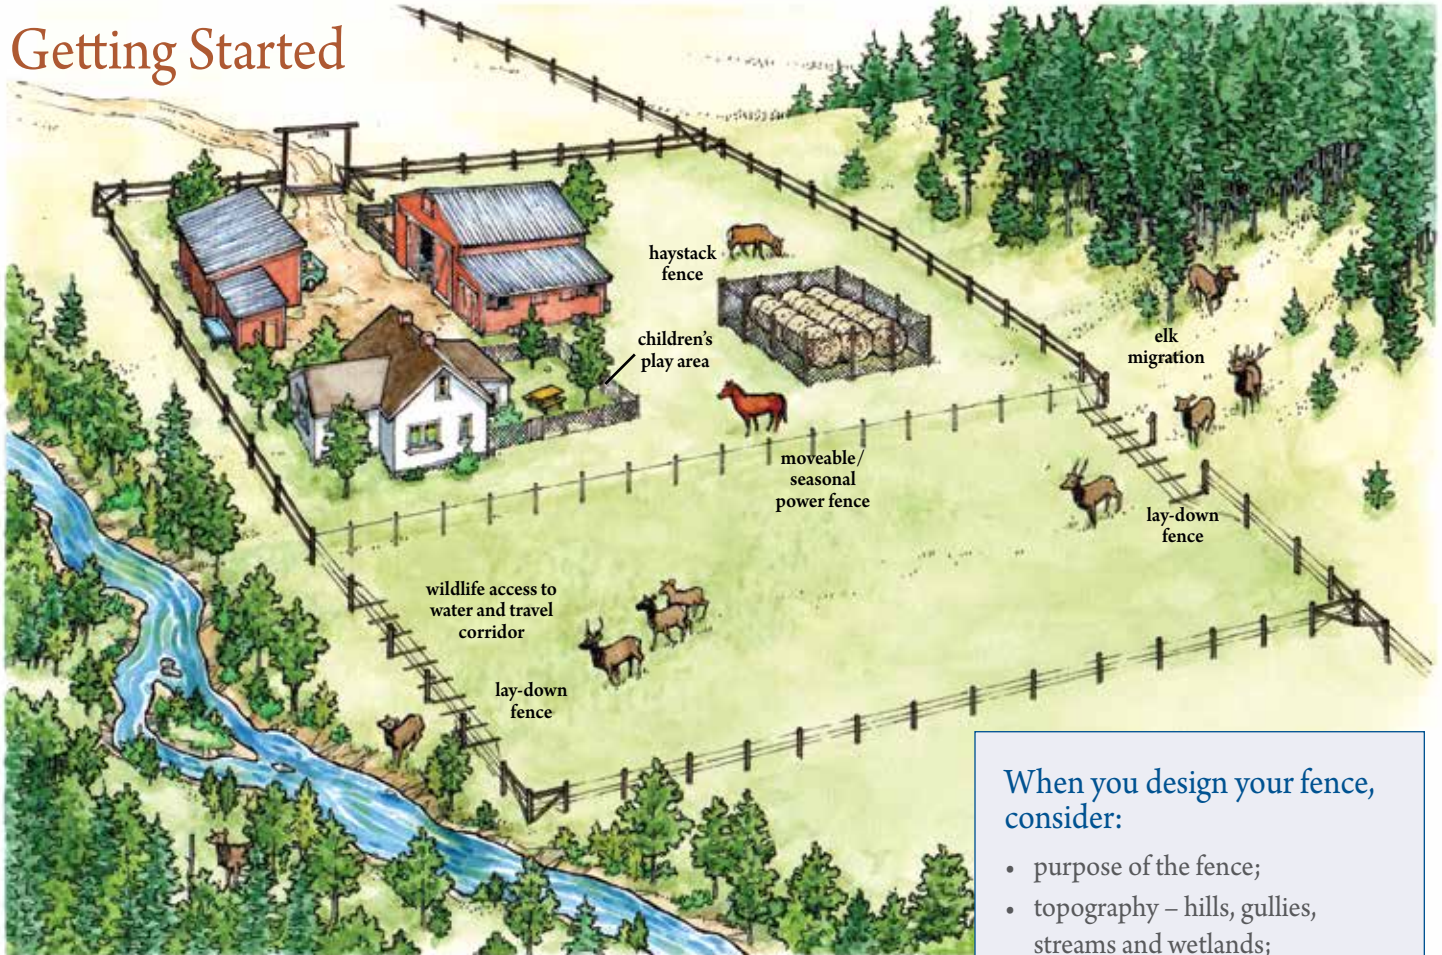 Getting Started
haystack
fence
children's
play area
elk
migration
moveable/
seasonal
power fence
lay-down
fence
wildlife access to
water and travel
corridor
lay-down
fence
When you design your fence,
consider:
• purpose of the fence;
• topography – hills, gullies,
streams and wetlands;